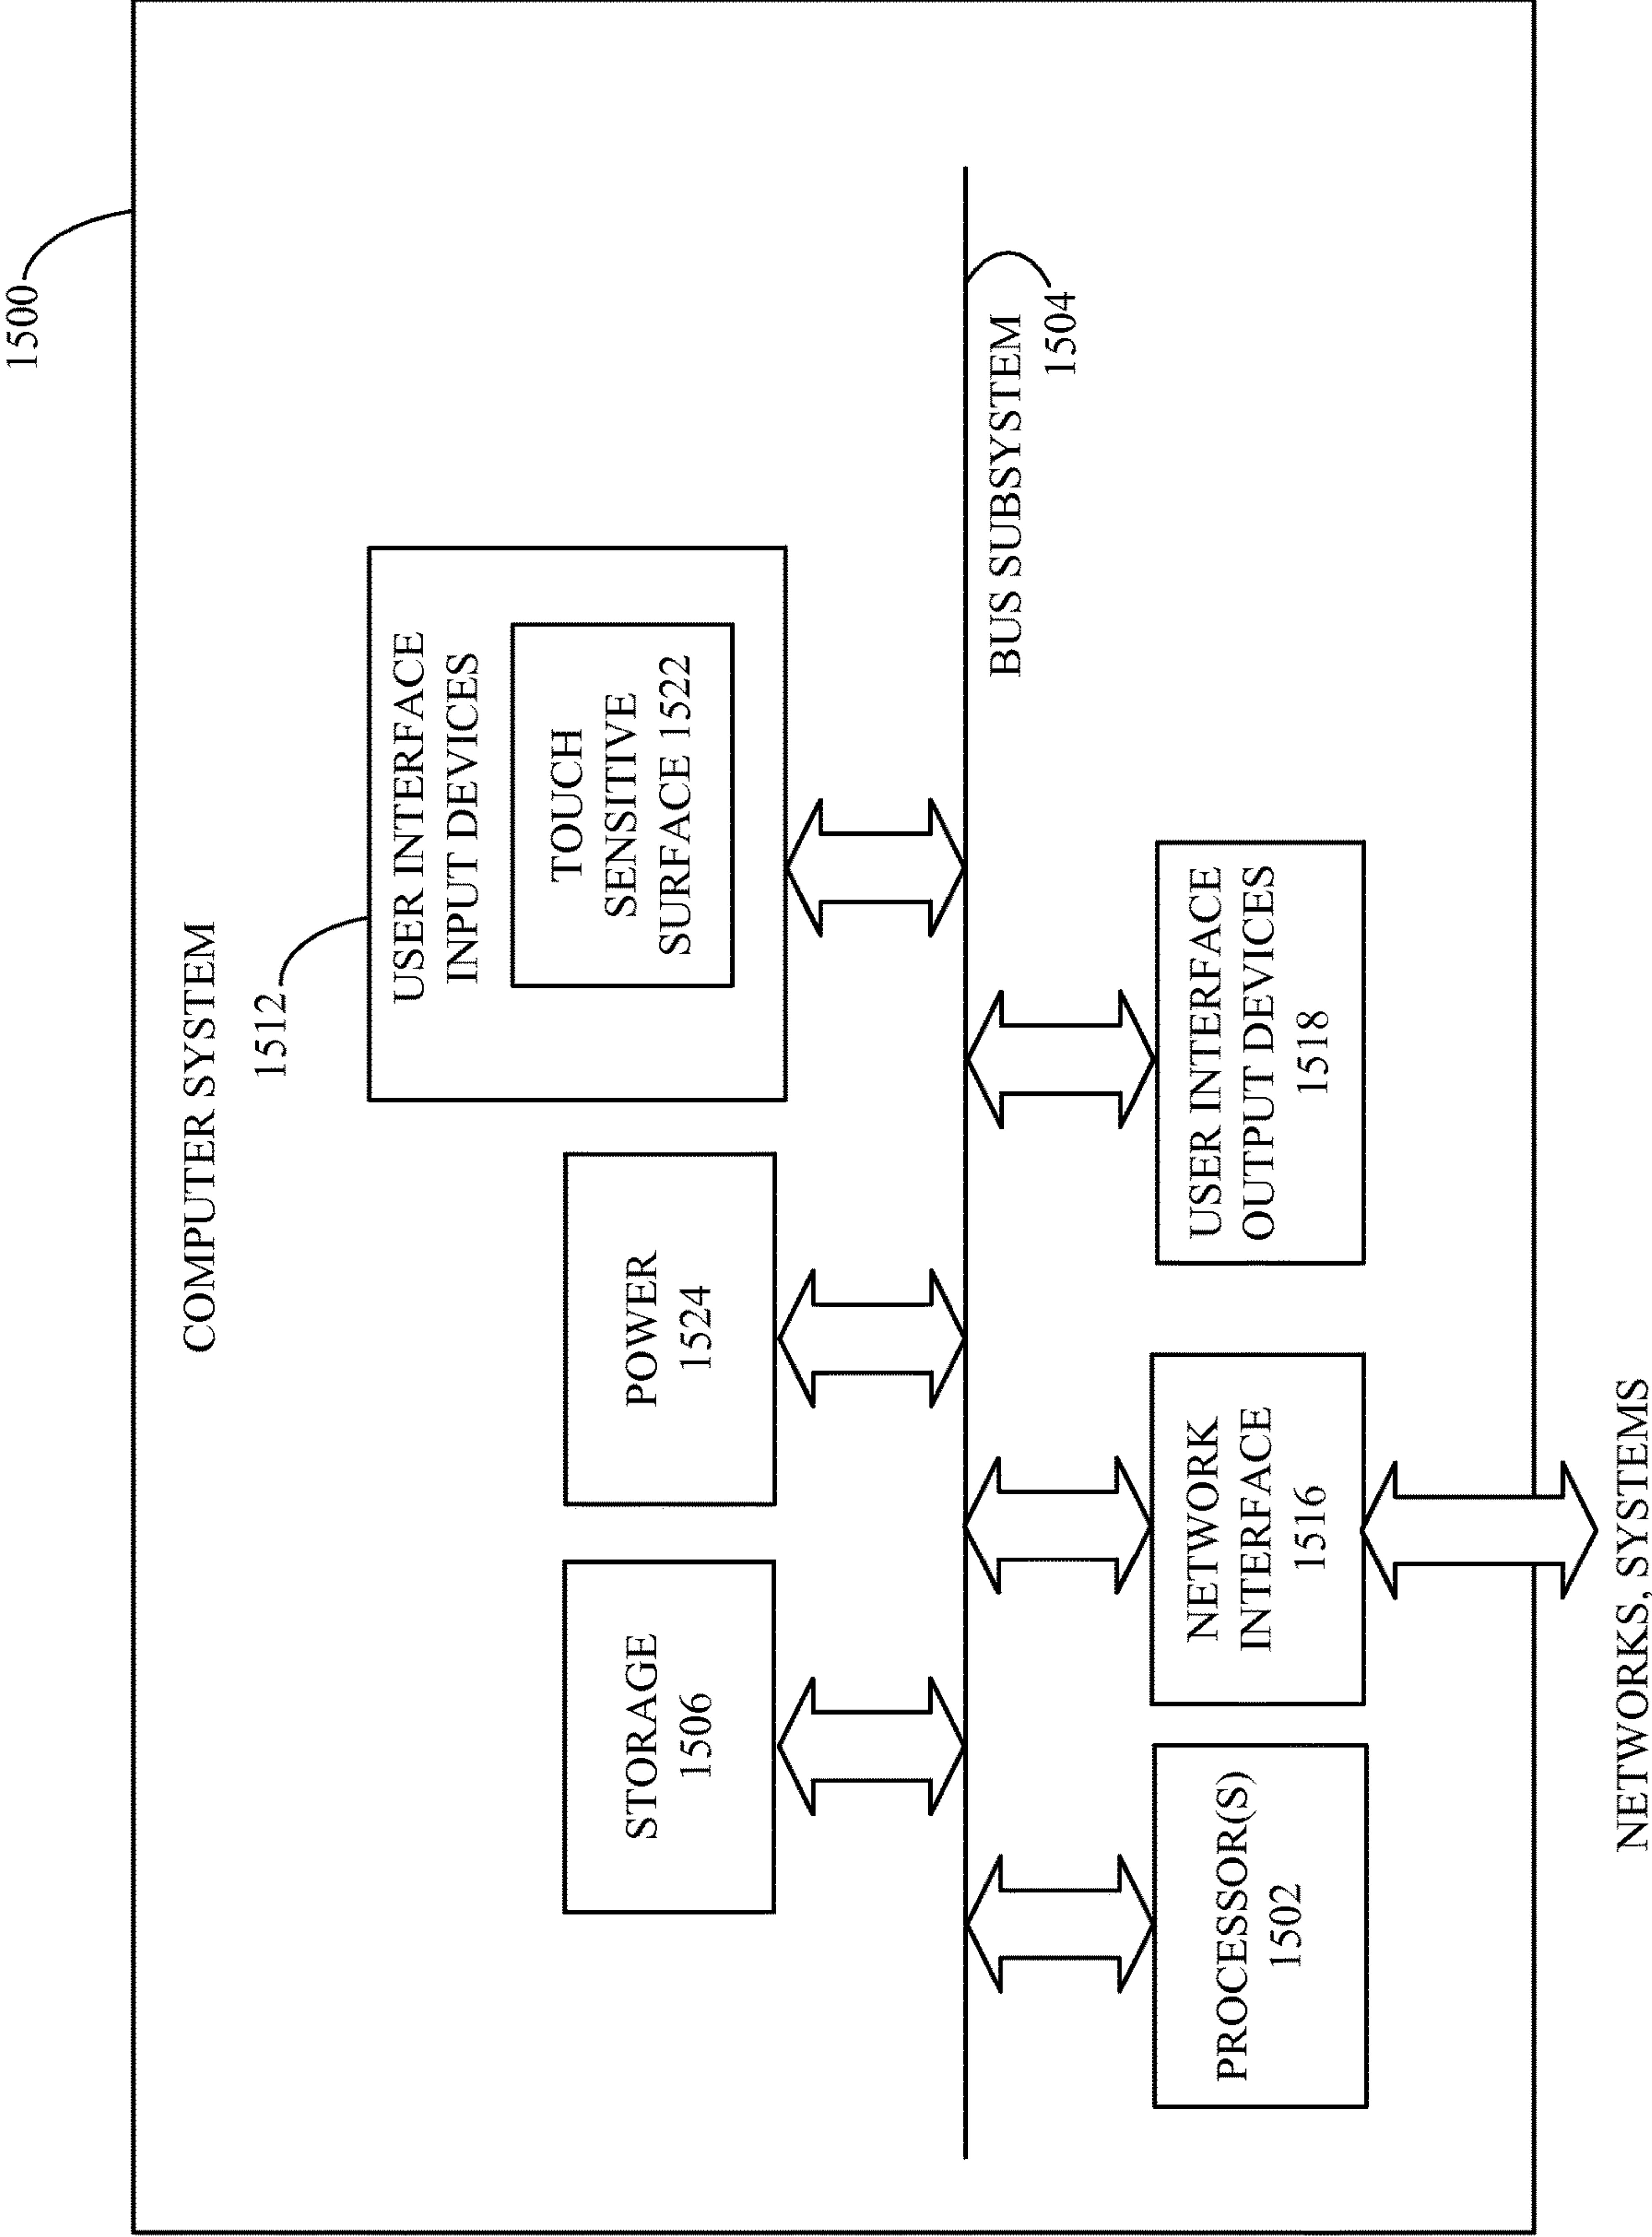 1500
COMPUTER SYSTEM
1512
USER INTERFACE
INPUT DEVICES
TOUCH
SENSITIVE
SURFACE 1522
STORAGE
1506
POWER
1524
BUS SUBSYSTEM
1504
PROCESSOR(S)
1502
NETWORK
INTERFACE
1516
USER INTERFACE
OUTPUT DEVICES
1518
NETWORKS, SYSTEMS